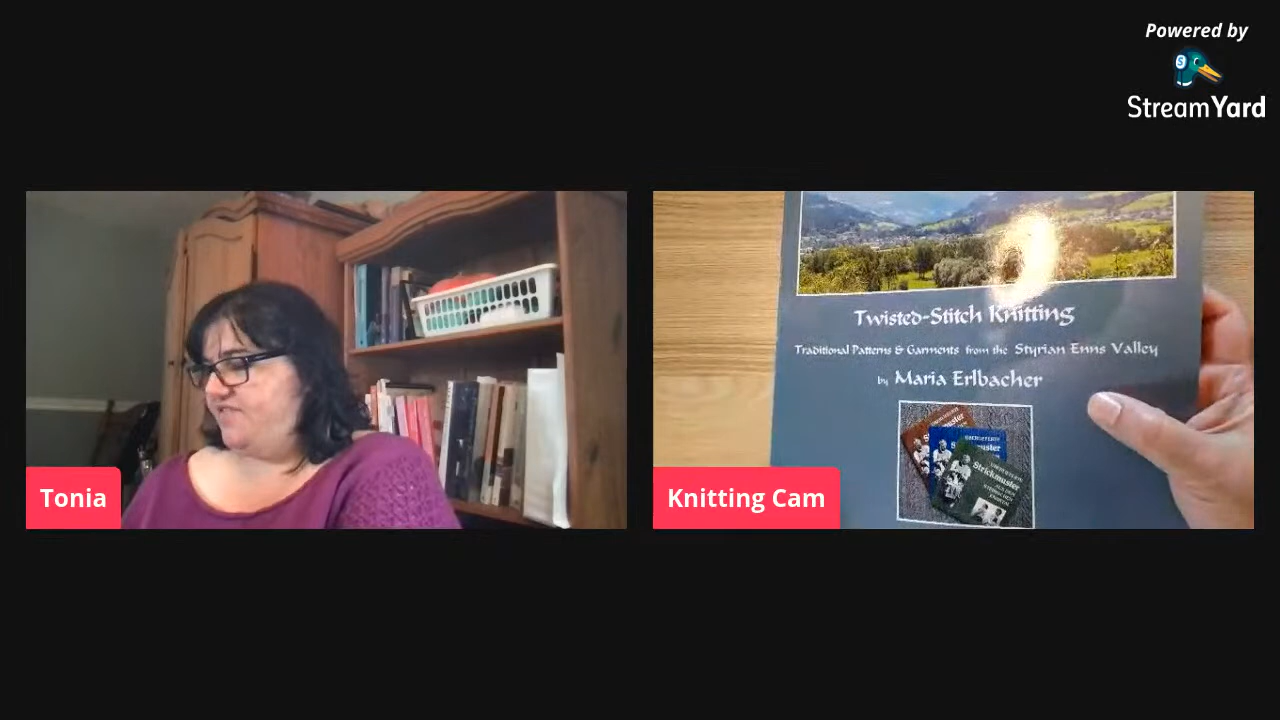 Powered by
StreamYard
Twisted-Stitch Knitting
Traditional Patterns & Garments from the Styrian Enns Valley
by Maria Erlbacher
Strickmuster
Tonia
Knitting Cam